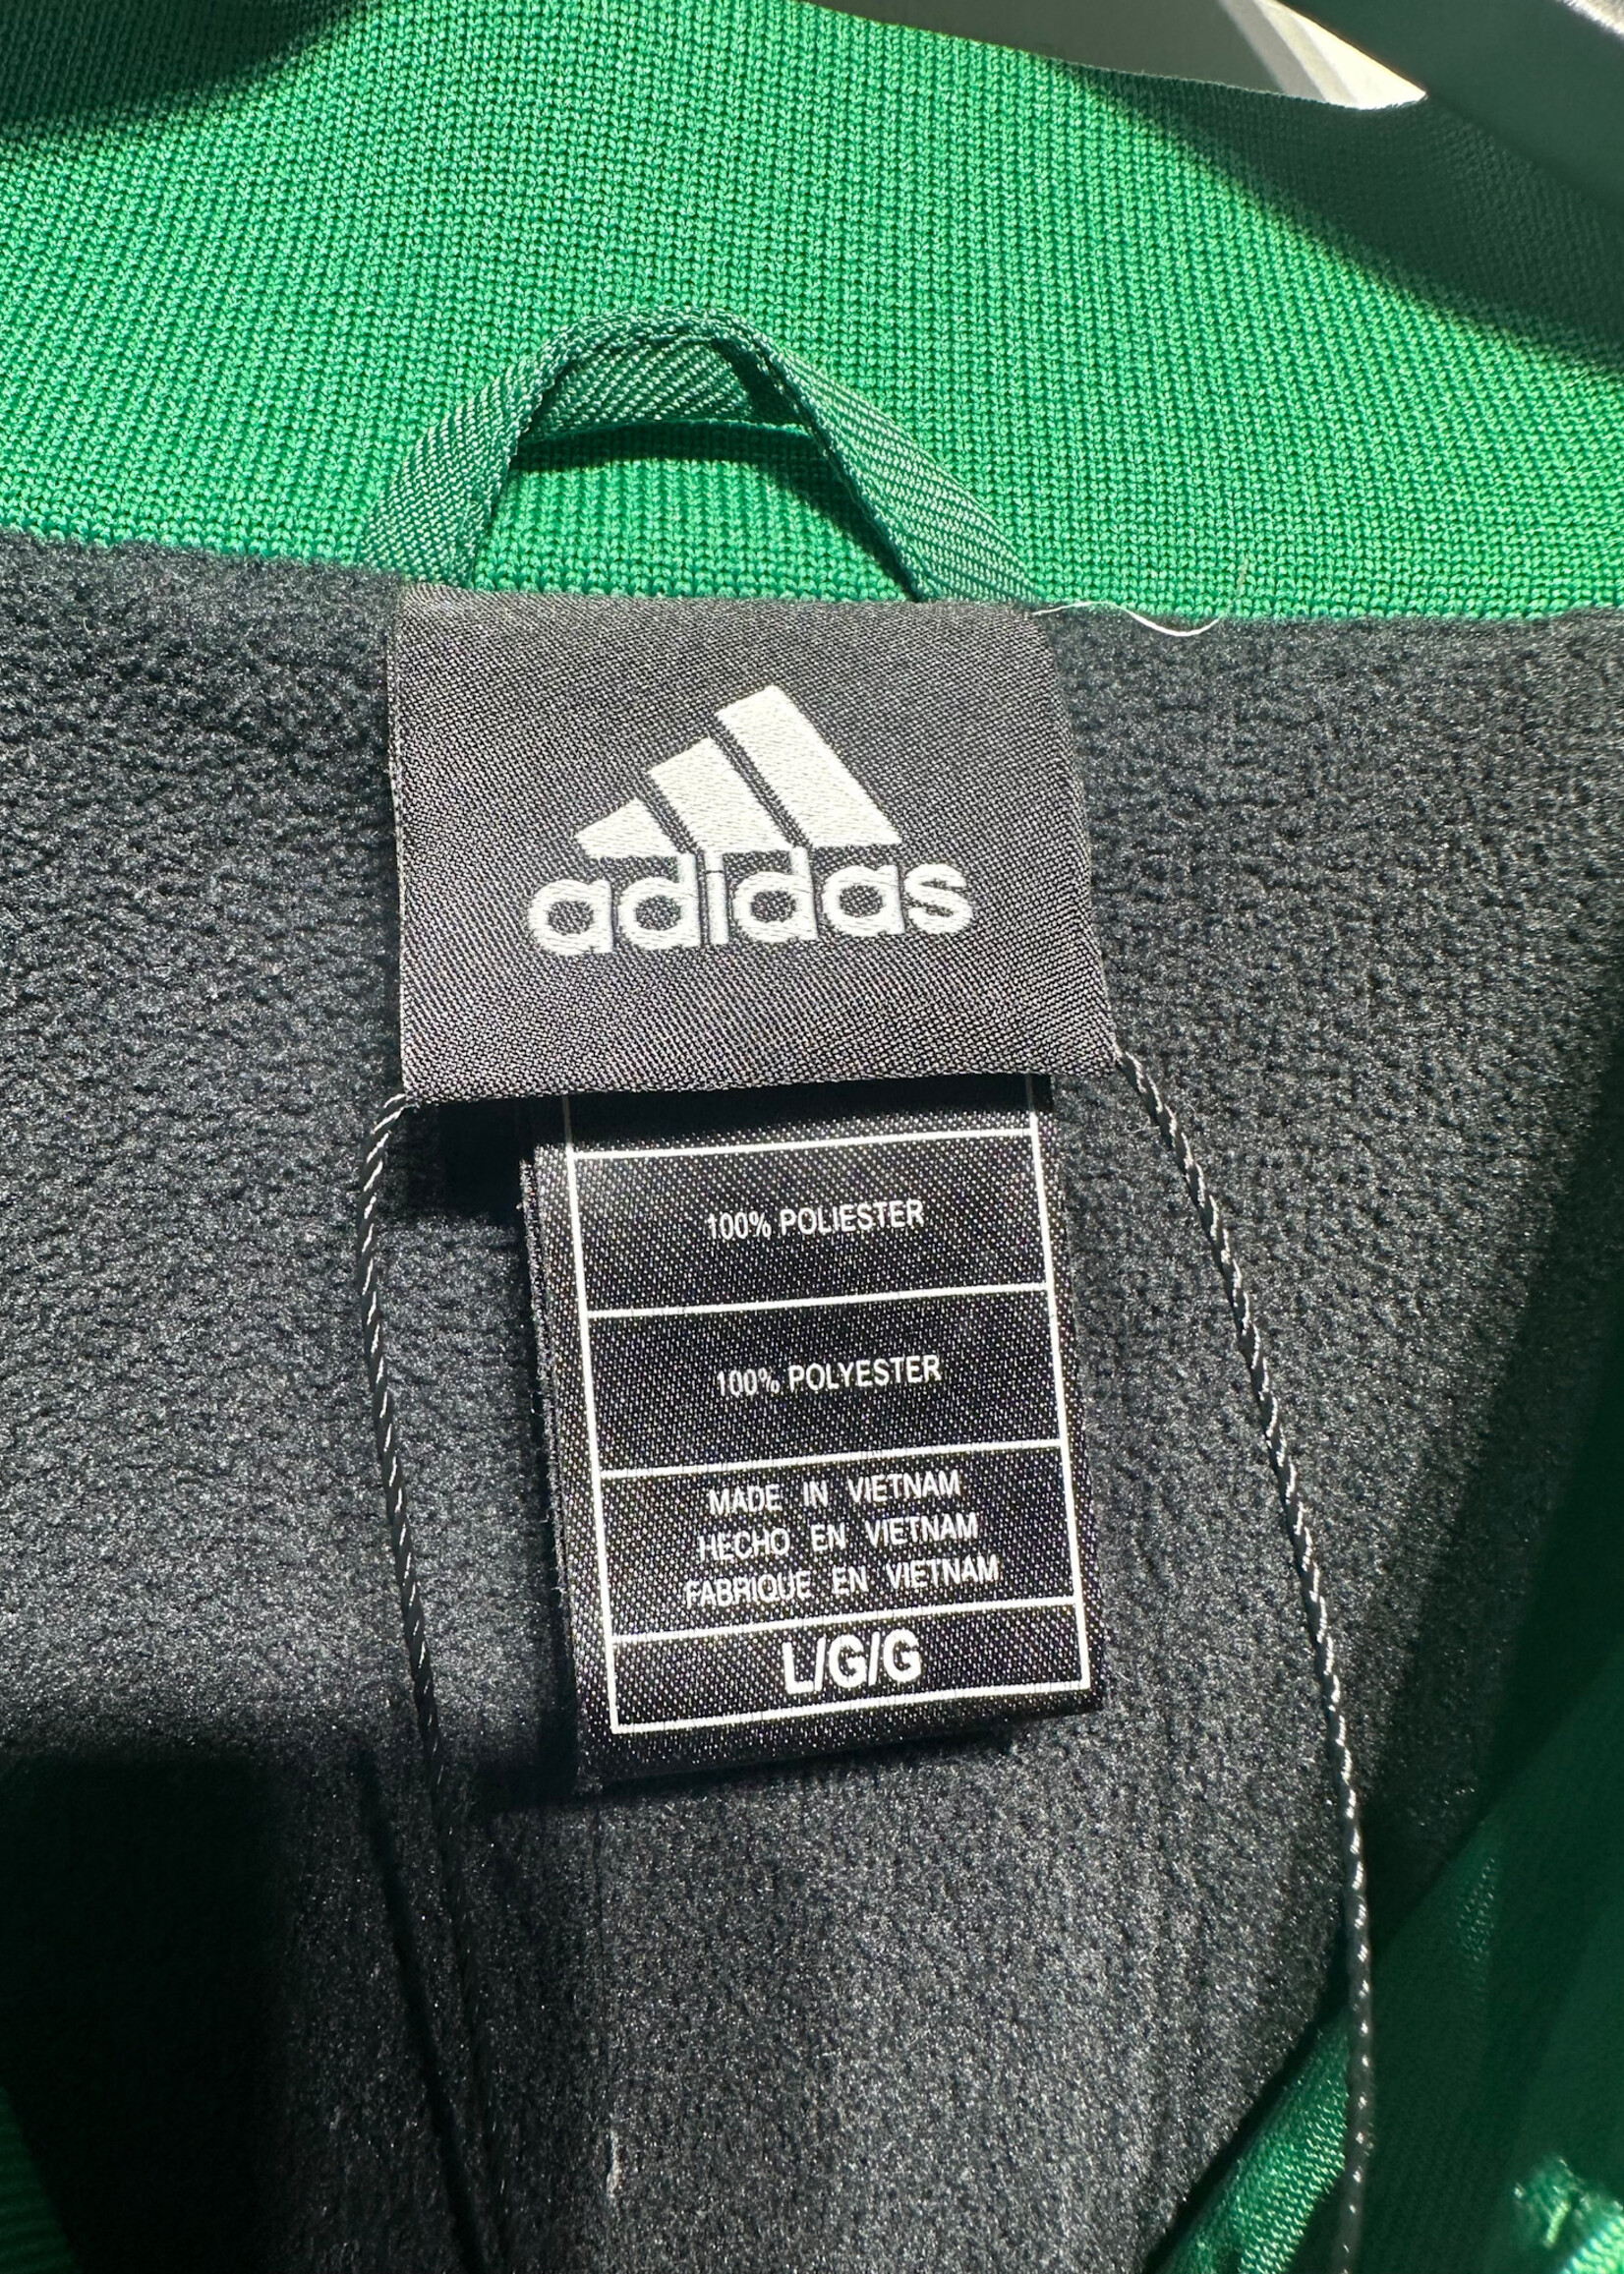 adidas
100% POLIESTER
100% POLYESTER
MADE IN VIETNAM
HECHO EN VIETNAM
FABRIQUE EN VIETNAM
L/G/G